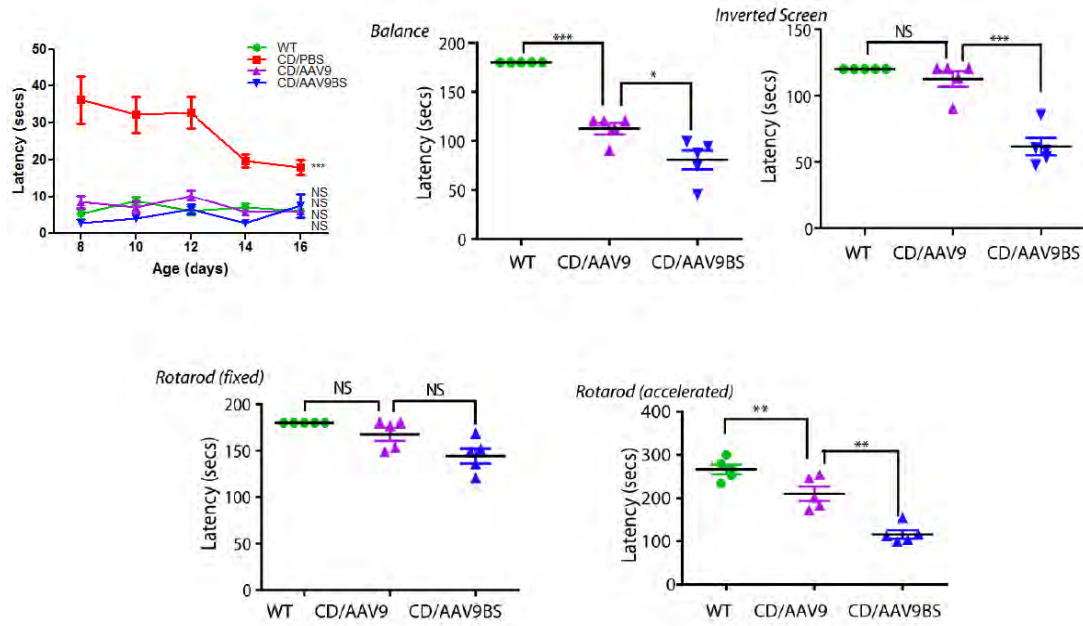 WT
CD/PBS
CD/AAV9
CD/AAV9BS
50
40
30
20
10
0
Latency (secs)
***
NS
NS
NS
NS
8 10 12 14 16
Age (days)
Balance
***
*
200
150
100
50
0
Latency (secs)
WT CD/AAV9 CD/AAV9BS
Inverted Screen
NS ***
150
100
50
0
Latency (secs)
WT CD/AAV9 CD/AAV9BS
Rotarod (fixed)
NS NS
200
150
100
50
0
Latency (secs)
WT CD/AAV9 CD/AAV9BS
Rotarod (accelerated)
**
**
400
300
200
100
0
Latency (secs)
WT CD/AAV9 CD/AAV9BS